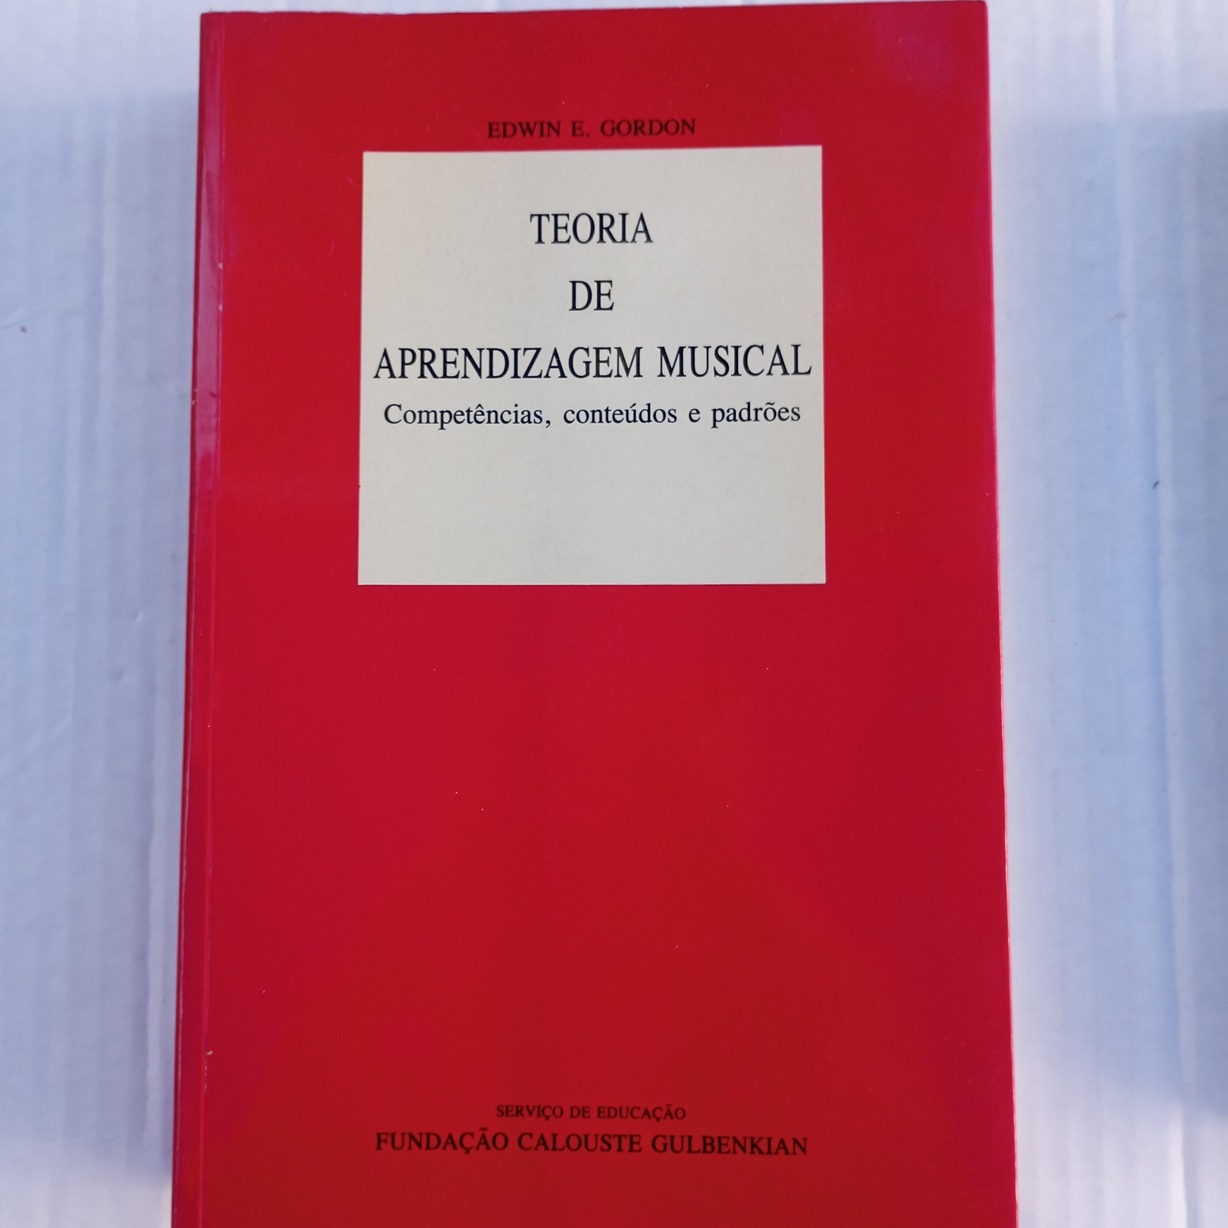 EDWIN E. GORDON
TEORIA
DE
APRENDIZAGEM MUSICAL
Competências, conteúdos e padrões
SERVIÇO DE EDUCAÇÃO
FUNDAÇÃO CALOUSTE GULBENKIAN